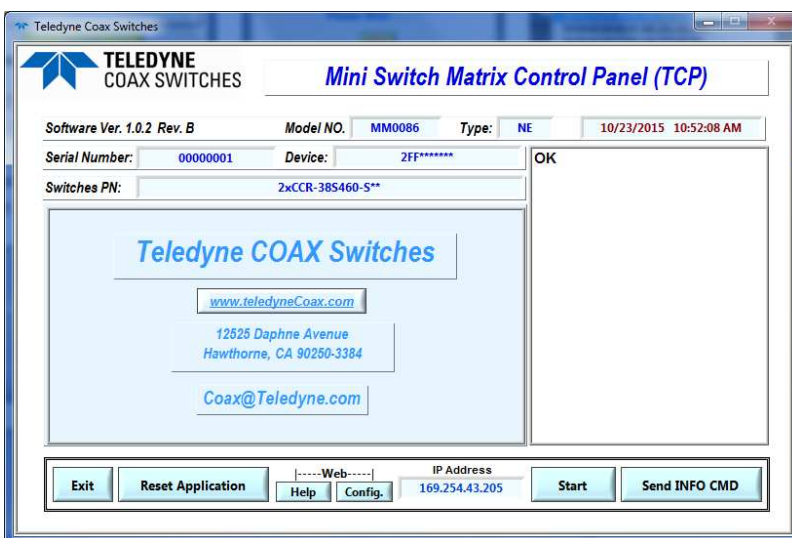 Teledyne Coax Switches
TELEDYNE
COAX SWITCHES
Mini Switch Matrix Control Panel (TCP)
Software Ver. 1.0.2 Rev. B Model NO. MM0086 Type: NE 10/23/2015 10:52:08 AM
Serial Number: 00000001 Device: 2FF*******
OK
Switches PN: 2xCCR-38S460-S**
Teledyne COAX Switches
www.teledyneCoax.com
12525 Daphne Avenue
Hawthorne, CA 90250-3384
Coax@Teledyne.com
|-----Web-----| IP Address
Exit Reset Application Help Config. 169.254.43.205 Start Send INFO CMD